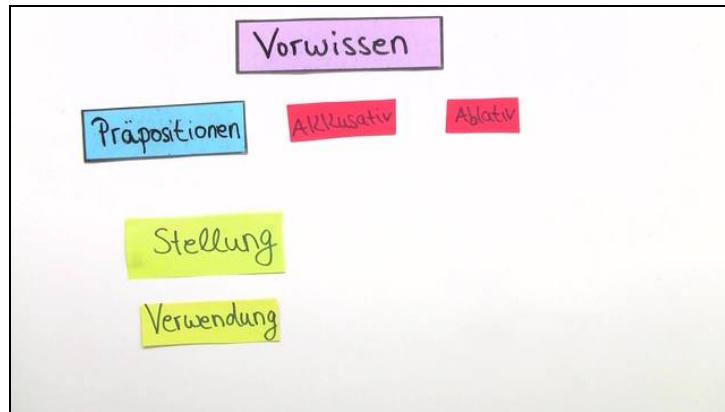 Vorwissen
Präpositionen Akkusativ Ablativ
Stellung
Verwendung